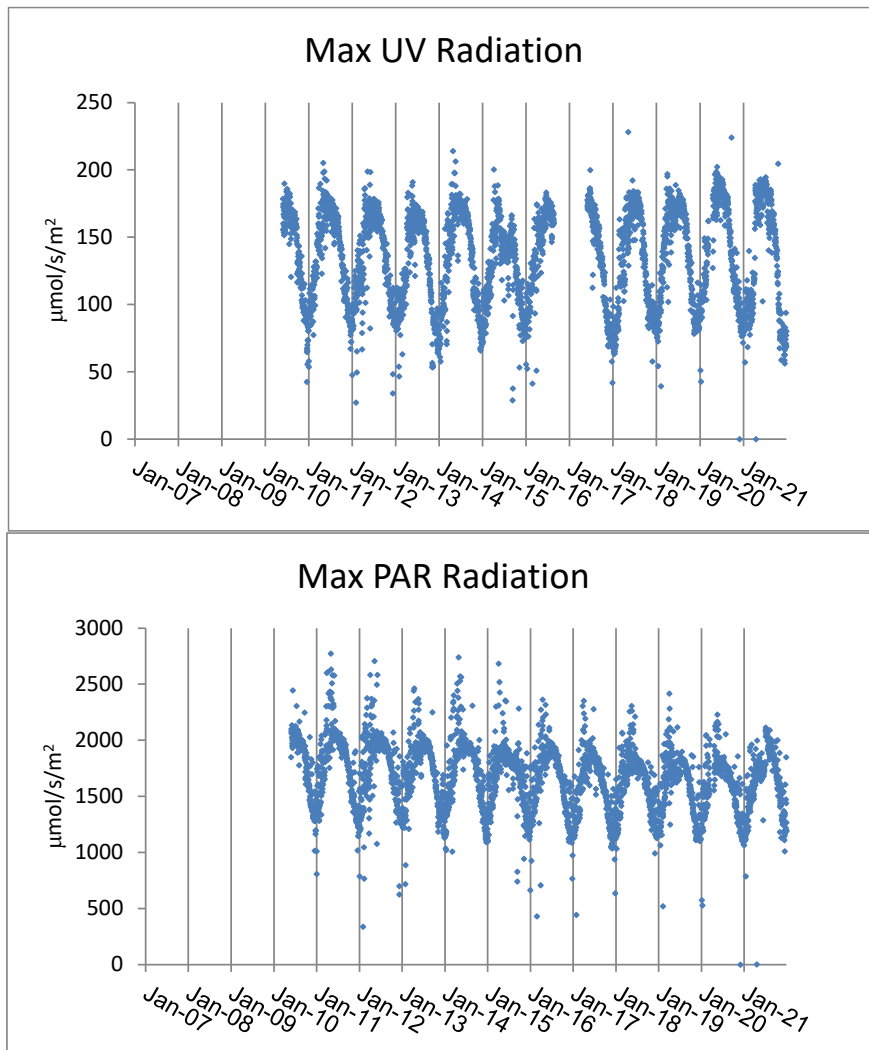 Max UV Radiation
250
200
150
100
50
0
μmol/s/m²
Jan-07
Jan-08
Jan-09
Jan-10
Jan-11
Jan-12
Jan-13
Jan-14
Jan-15
Jan-16
Jan-17
Jan-18
Jan-19
Jan-20
Jan-21
Max PAR Radiation
3000
2500
2000
1500
1000
500
0
μmol/s/m²
Jan-07
Jan-08
Jan-09
Jan-10
Jan-11
Jan-12
Jan-13
Jan-14
Jan-15
Jan-16
Jan-17
Jan-18
Jan-19
Jan-20
Jan-21